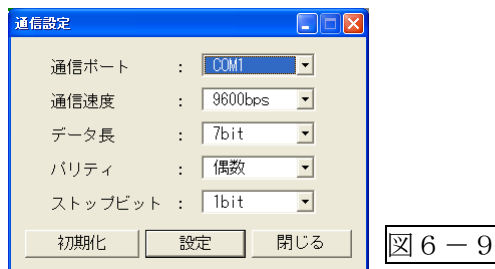 通信設定
通信ポート : COM1
通信速度 : 9600bps
データ長 : 7bit
パリティ : 偶数
ストップビット : 1bit
初期化 設定 閉じる
図６－９